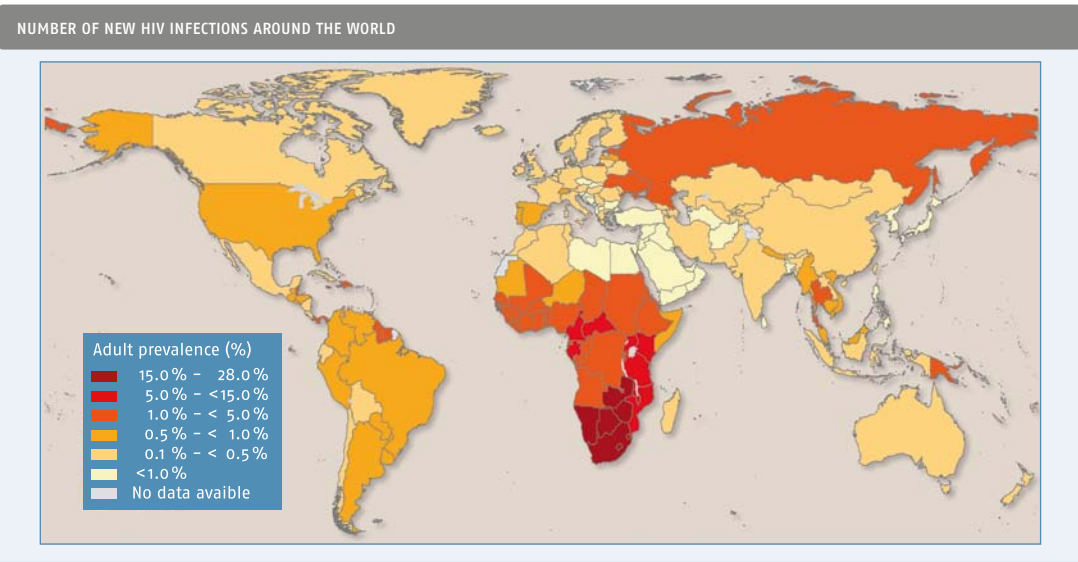 NUMBER OF NEW HIV INFECTIONS AROUND THE WORLD
Adult prevalence (%)
15.0% – 28.0%
5.0% – <15.0%
1.0% – < 5.0%
0.5% – < 1.0%
0.1 % – < 0.5%
<1.0%
No data avaible